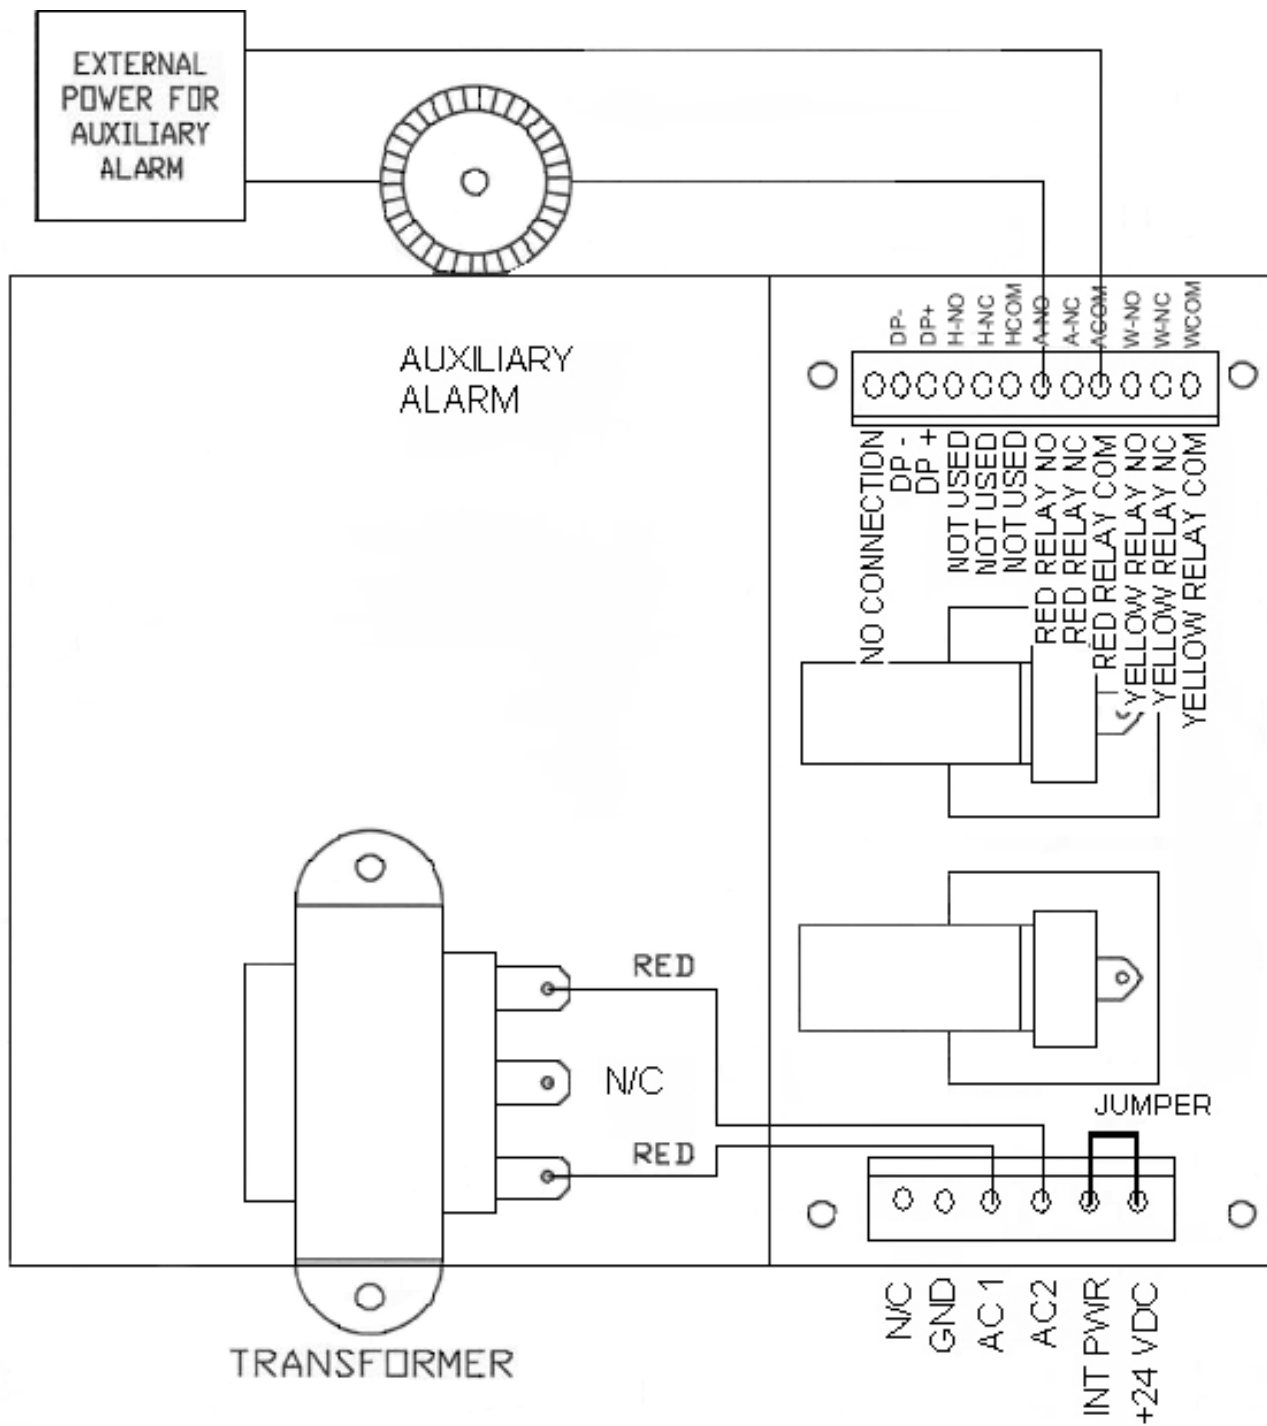 EXTERNAL
POWER FOR
AUXILIARY
ALARM
AUXILIARY
ALARM
DP-
DP+
H-NO
H-NC
HCOM
A-NO
A-NC
ACOM
W-NO
W-NC
WCOM
NO CONNECTION
DP -
DP +
NOT USED
NOT USED
NOT USED
RED RELAY NO
RED RELAY NC
RED RELAY COM
YELLOW RELAY NO
YELLOW RELAY NC
YELLOW RELAY COM
RED
N/C
RED
JUMPER
N/C
GND
AC 1
AC2
INT PWR
+24 VDC
TRANSFORMER